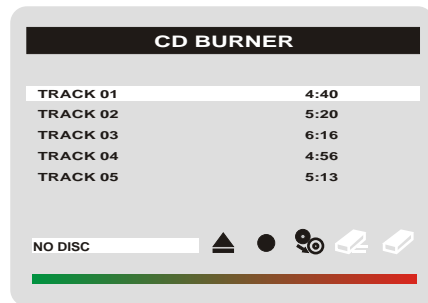 CD BURNER
TRACK 01 4:40
TRACK 02 5:20
TRACK 03 6:16
TRACK 04 4:56
TRACK 05 5:13
NO DISC